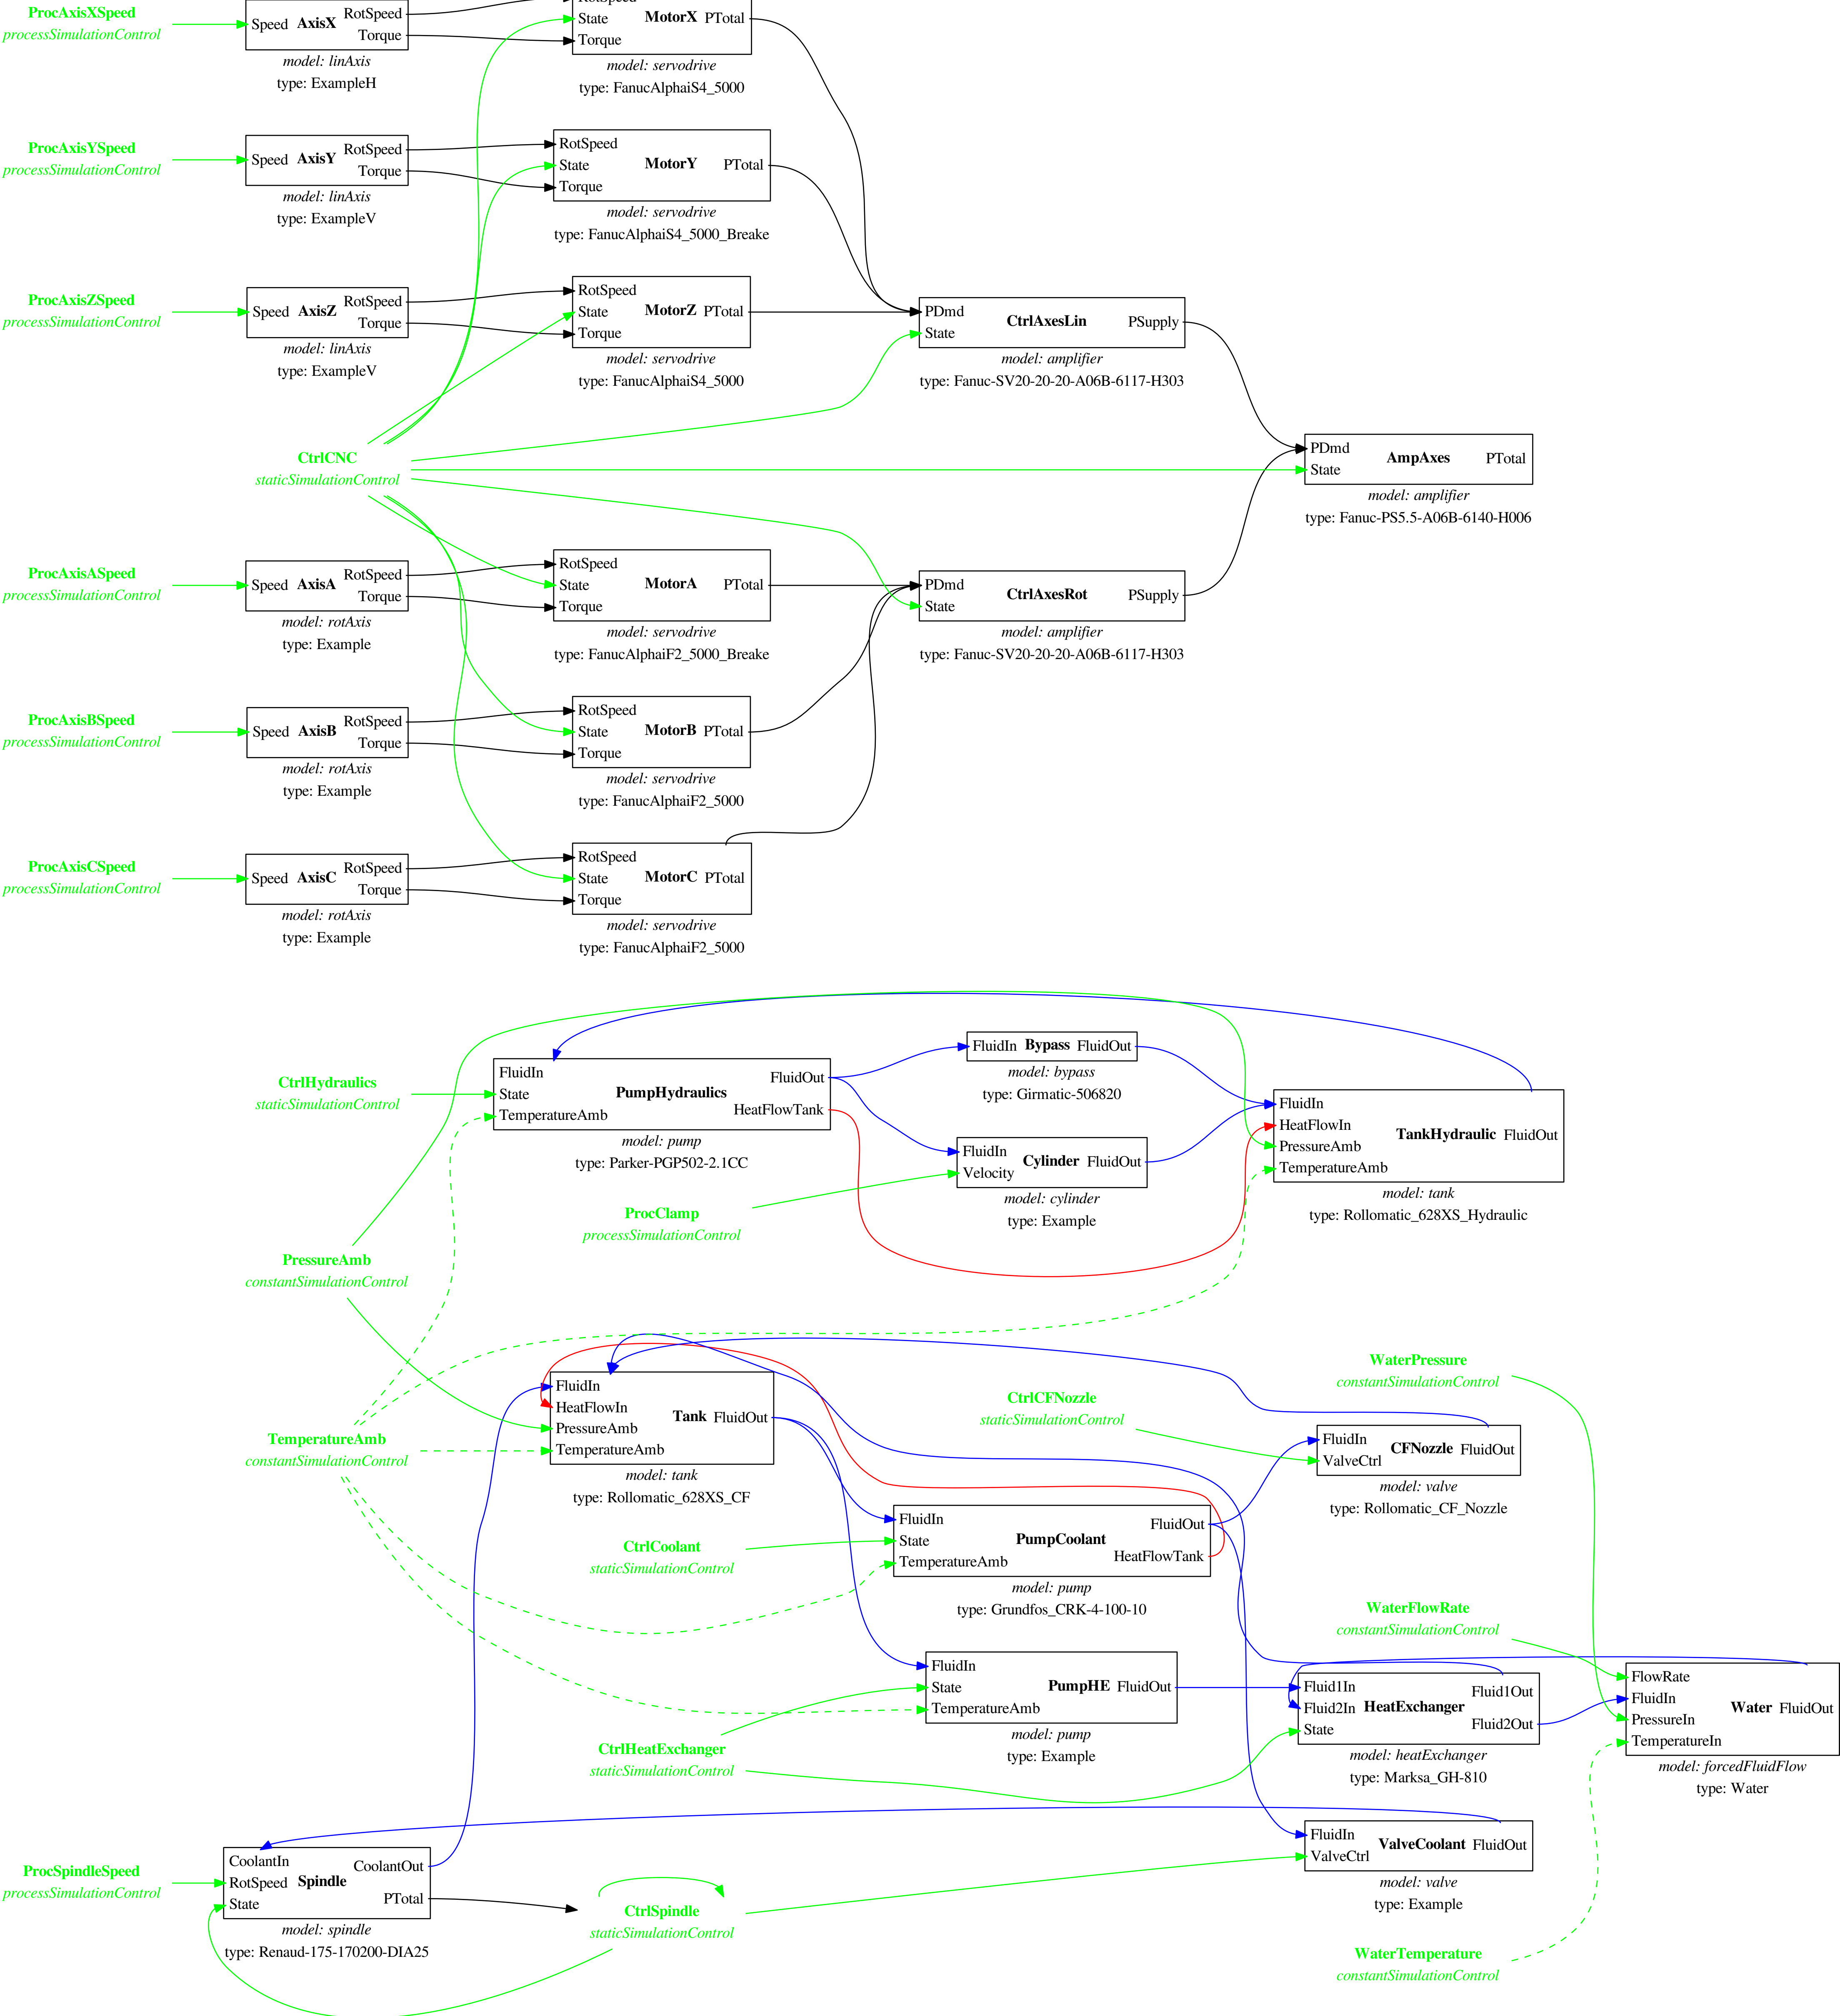 ProcAxisXSpeed
processSimulationControl
Speed AxisX RotSpeed
Torque
model: linAxis
type: ExampleH
RotSpeed
State MotorX PTotal
Torque
model: servodrive
type: FanucAlphaiS4_5000
ProcAxisYSpeed
processSimulationControl
Speed AxisY RotSpeed
Torque
model: linAxis
type: ExampleV
RotSpeed
State MotorY PTotal
Torque
model: servodrive
type: FanucAlphaiS4_5000_Breake
ProcAxisZSpeed
processSimulationControl
Speed AxisZ RotSpeed
Torque
model: linAxis
type: ExampleV
RotSpeed
State MotorZ PTotal
Torque
model: servodrive
type: FanucAlphaiS4_5000
PDmd CtrlAxesLin PSupply
State
model: amplifier
type: Fanuc-SV20-20-20-A06B-6117-H303
CtrlCNC
staticSimulationControl
PDmd AmpAxes PTotal
State
model: amplifier
type: Fanuc-PS5.5-A06B-6140-H006
ProcAxisASpeed
processSimulationControl
Speed AxisA RotSpeed
Torque
model: rotAxis
type: Example
RotSpeed
State MotorA PTotal
Torque
model: servodrive
type: FanucAlphaiF2_5000_Breake
PDmd CtrlAxesRot PSupply
State
model: amplifier
type: Fanuc-SV20-20-20-A06B-6117-H303
ProcAxisBSpeed
processSimulationControl
Speed AxisB RotSpeed
Torque
model: rotAxis
type: Example
RotSpeed
State MotorB PTotal
Torque
model: servodrive
type: FanucAlphaiF2_5000
ProcAxisCSpeed
processSimulationControl
Speed AxisC RotSpeed
Torque
model: rotAxis
type: Example
RotSpeed
State MotorC PTotal
Torque
model: servodrive
type: FanucAlphaiF2_5000
CtrlHydraulics
staticSimulationControl
FluidIn
State PumpHydraulics FluidOut
TemperatureAmb HeatFlowTank
model: pump
type: Parker-PGP502-2.1CC
FluidIn Bypass FluidOut
model: bypass
type: Girmatic-506820
FluidIn Cylinder FluidOut
Velocity
model: cylinder
type: Example
FluidIn
HeatFlowIn
PressureAmb TankHydraulic FluidOut
TemperatureAmb
model: tank
type: Rollomatic_628XS_Hydraulic
ProcClamp
processSimulationControl
PressureAmb
constantSimulationControl
TemperatureAmb
constantSimulationControl
FluidIn
HeatFlowIn Tank FluidOut
PressureAmb
TemperatureAmb
model: tank
type: Rollomatic_628XS_CF
CtrlCFNozzle
staticSimulationControl
WaterPressure
constantSimulationControl
FluidIn CFNozzle FluidOut
ValveCtrl
model: valve
type: Rollomatic_CF_Nozzle
CtrlCoolant
staticSimulationControl
FluidIn FluidOut
State PumpCoolant
TemperatureAmb HeatFlowTank
model: pump
type: Grundfos_CRK-4-100-10
WaterFlowRate
constantSimulationControl
FluidIn
State PumpHE FluidOut
TemperatureAmb
model: pump
type: Example
CtrlHeatExchanger
staticSimulationControl
Fluid1In Fluid1Out
Fluid2In HeatExchanger
State Fluid2Out
model: heatExchanger
type: Marksa_GH-810
FlowRate
FluidIn Water FluidOut
PressureIn
TemperatureIn
model: forcedFluidFlow
type: Water
FluidIn ValveCoolant FluidOut
ValveCtrl
model: valve
type: Example
ProcSpindleSpeed
processSimulationControl
CoolantIn CoolantOut
RotSpeed Spindle
State PTotal
model: spindle
type: Renaud-175-170200-DIA25
CtrlSpindle
staticSimulationControl
WaterTemperature
constantSimulationControl